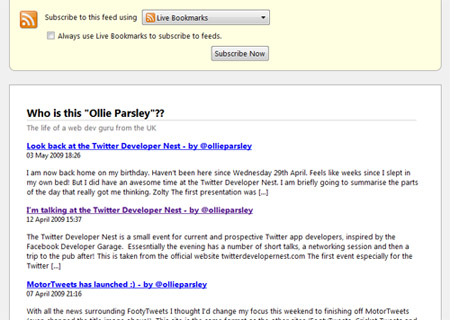 Subscribe to this feed using Live Bookmarks
Always use Live Bookmarks to subscribe to feeds.
Subscribe Now
Who is this "Ollie Parsley"??
The life of a web dev guru from the UK
Look back at the Twitter Developer Nest - by @ollieparsley
03 May 2009 18:26
I am now back home on my birthday. Haven't been here since Wednesday 29th April. Feels like weeks since I slept in
my own bed! But I did have an awesome time at the Twitter Developer Nest. I am briefly going to summarise the parts
of the day that really got me thinking. Zolty The first presentation was [...]
I'm talking at the Twitter Developer Nest - by @ollieparsley
12 April 2009 15:37
The Twitter Developer Nest is a small event for current and prospective Twitter app developers, inspired by the
Facebook Developer Garage. Essesntially the evening has a number of short talks, a networking session and then a
trip to the pub after! This is taken from the official website twitterdevelopernest.com The first event especially for the
Twitter [...]
MotorTweets has launched :) - by @ollieparsley
07 April 2009 21:16
With all the news surrounding FootyTweets I thought I'd change my focus this weekend to finishing off MotorTweets